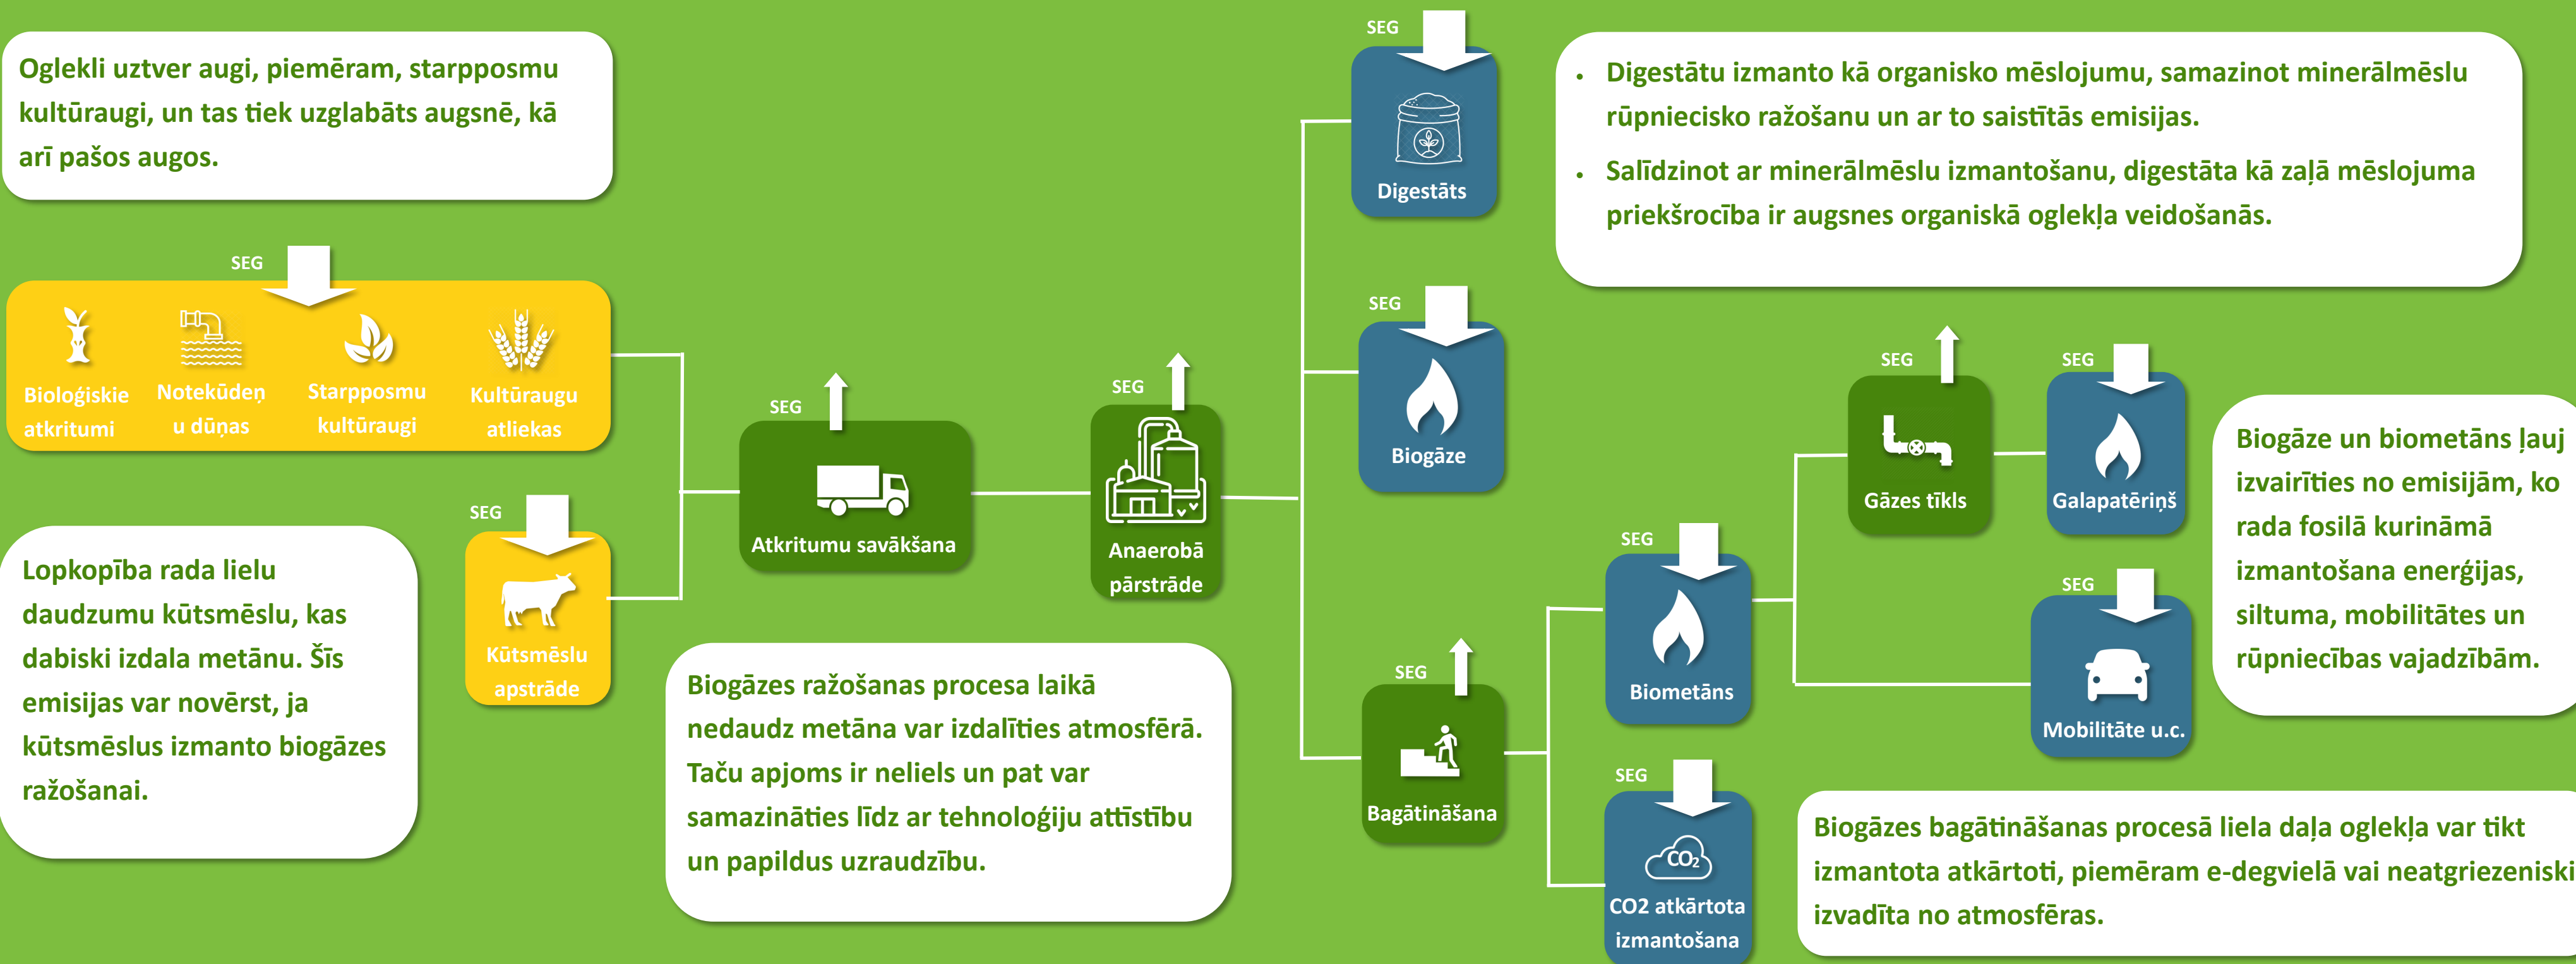 Oglekli uztver augi, piemēram, starpposmu
kultūraugi, un tas tiek uzglabāts augsnē, kā
arī pašos augos.
SEG
Bioloģiskie
atkritumi
Notekūdeņ
u dūņas
Starpposmu
kultūraugi
Kultūraugu
atliekas
Lopkopība rada lielu
daudzumu kūtsmēslu, kas
dabiski izdala metānu. Šīs
emisijas var novērst, ja
kūtsmēslus izmanto biogāzes
ražošanai.
SEG
Kūtsmēslu
apstrāde
SEG
Atkritumu savākšana
SEG
Anaerobā
pārstrāde
Biogāzes ražošanas procesa laikā
nedaudz metāna var izdalīties atmosfērā.
Taču apjoms ir neliels un pat var
samazināties līdz ar tehnoloģiju attīstību
un papildus uzraudzību.
SEG
Digestāts
• Digestātu izmanto kā organisko mēslojumu, samazinot minerālmēslu
rūpniecisko ražošanu un ar to saistītās emisijas.
• Salīdzinot ar minerālmēslu izmantošanu, digestāta kā zaļā mēslojuma
priekšrocība ir augsnes organiskā oglekļa veidošanās.
SEG
Biogāze
SEG
Bagātināšana
SEG
Biometāns
SEG
CO₂
CO2 atkārtota
izmantošana
SEG
Gāzes tīkls
SEG
Galapatēriņš
SEG
Mobilitāte u.c.
Biogāze un biometāns ļauj
izvairīties no emisijām, ko
rada fosilā kurināmā
izmantošana enerģijas,
siltuma, mobilitātes un
rūpniecības vajadzībām.
Biogāzes bagātināšanas procesā liela daļa oglekļa var tikt
izmantota atkārtoti, piemēram e-degvielā vai neatgriezeniski
izvadīta no atmosfēras.